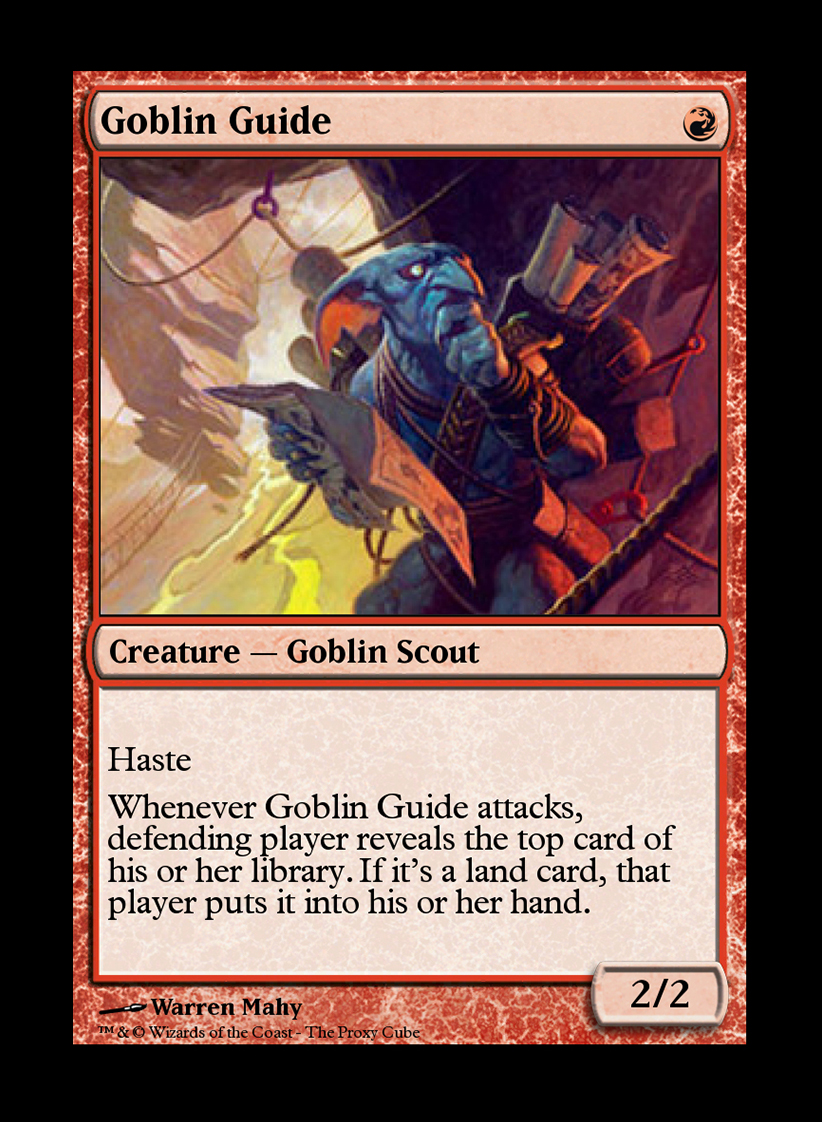 Goblin Guide
Creature — Goblin Scout
Haste
Whenever Goblin Guide attacks,
defending player reveals the top card of
his or her library. If it's a land card, that
player puts it into his or her hand.
2/2
Warren Mahy
™ & © Wizards of the Coast - The Proxy Cube